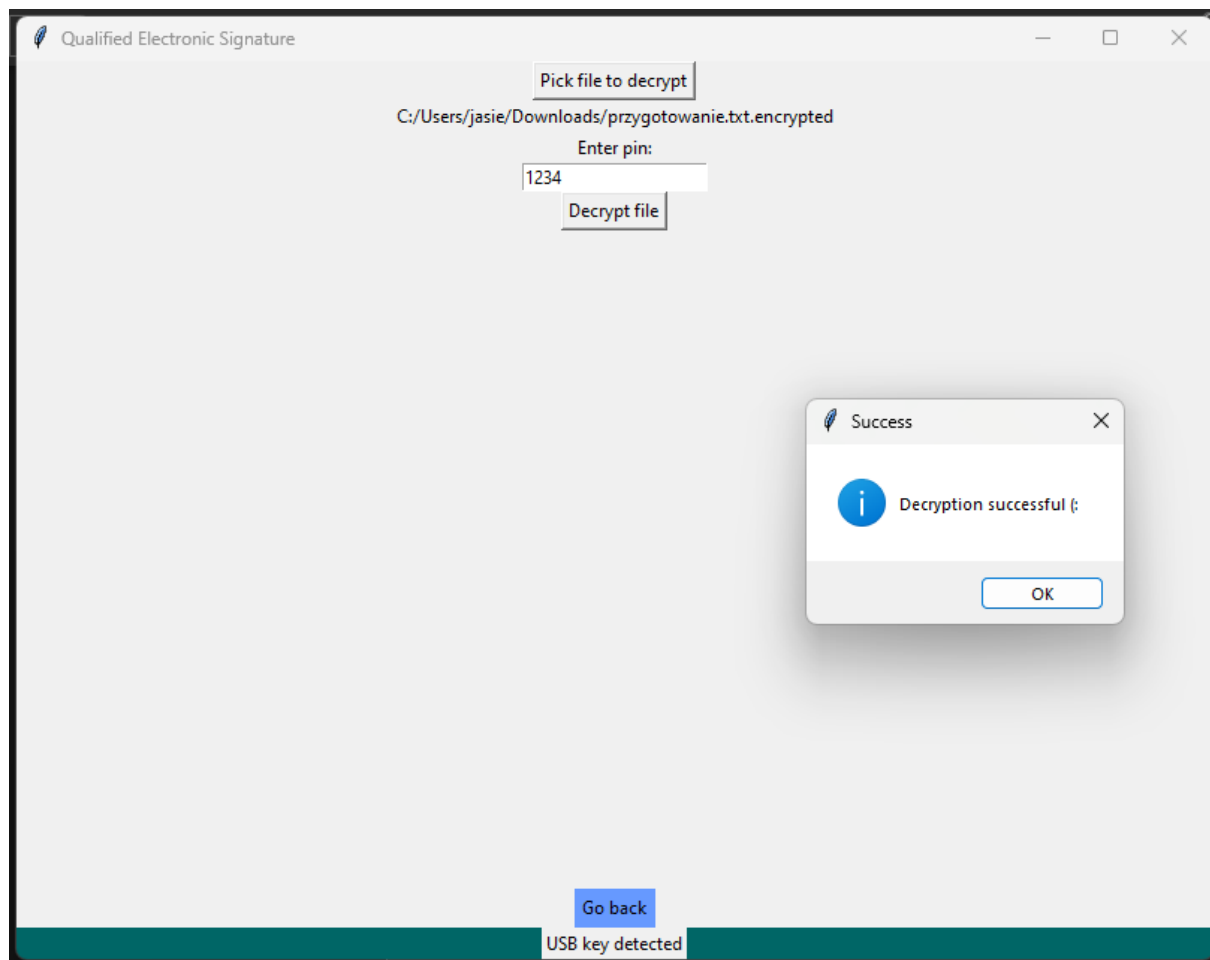 Qualified Electronic Signature
Pick file to decrypt
C:/Users/jasie/Downloads/przygotowanie.txt.encrypted
Enter pin:
1234
Decrypt file
Success
Decryption successful (:
OK
Go back
USB key detected